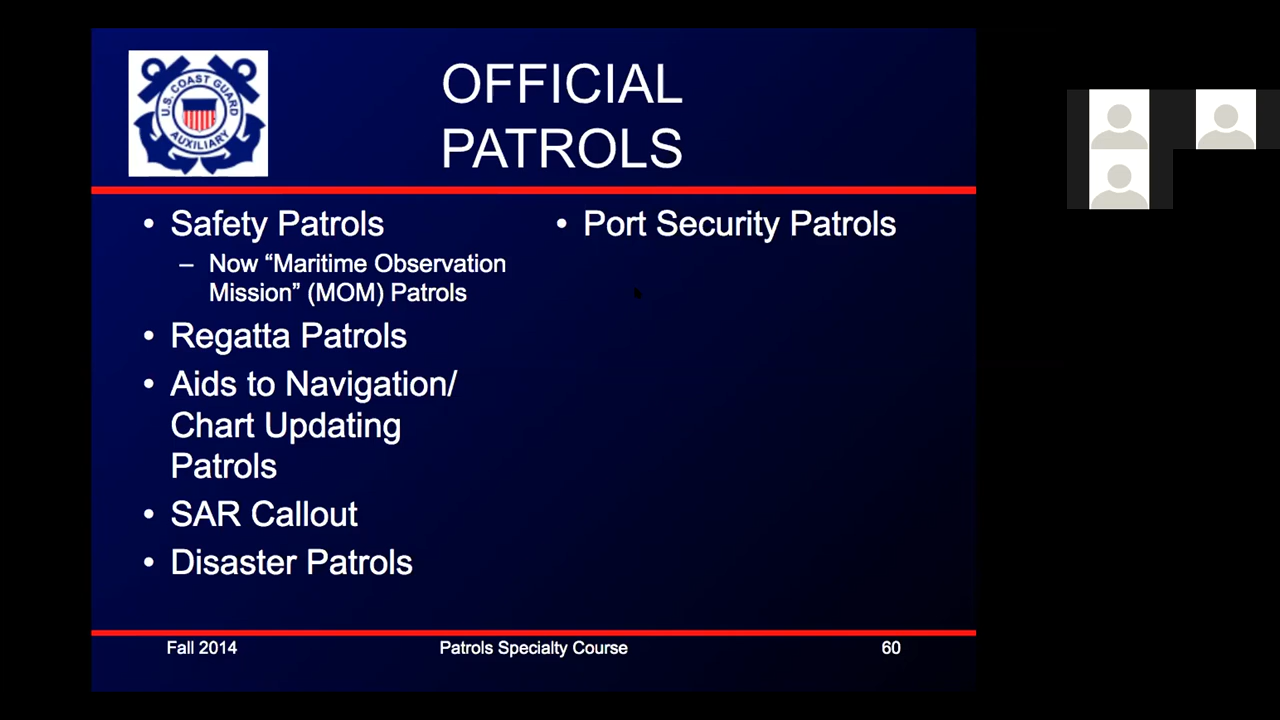 U.S. COAST GUARD
AUXILIARY
OFFICIAL
PATROLS
• Safety Patrols
– Now “Maritime Observation
Mission” (MOM) Patrols
• Regatta Patrols
• Aids to Navigation/
Chart Updating
Patrols
• SAR Callout
• Disaster Patrols
• Port Security Patrols
Fall 2014
Patrols Specialty Course
60